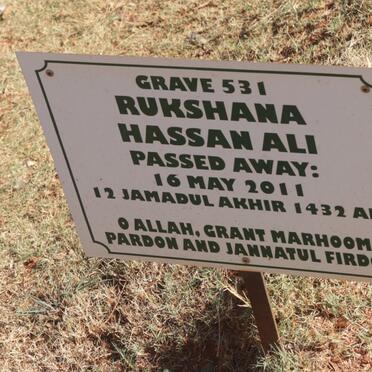 GRAVE 531
RUKSHANA
HASSAN ALI
PASSED AWAY:
16 MAY 2011
12 JAMADUL AKHIR 1432 A
O ALLAH, GRANT MARHOOM
PARDON AND JANNATUL FIRD